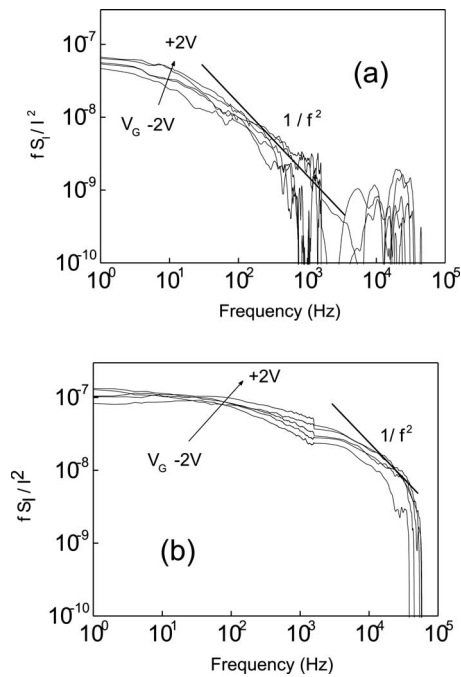 10^-7
+2V
(a)
10^-8
1 / f^2
V_G -2V
f S_I / I^2
10^-9
10^-10
10^0 10^1 10^2 10^3 10^4 10^5
Frequency (Hz)
+2V
10^-7
1/ f^2
V_G -2V
10^-8
f S_I / I^2
10^-9
(b)
10^-10
10^0 10^1 10^2 10^3 10^4 10^5
Frequency (Hz)